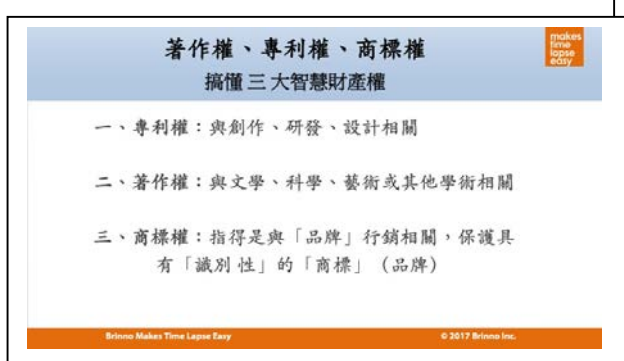 著作權、專利權、商標權
搞懂 三 大智慧財產權
makes
time
lapse
easy
一、專利權：與創作、研發、設計相關
二、著作權：與文學、科學、藝術或其他學術相關
三、商標權：指得是與「品牌」行銷相關，保護具
有「識別 性」的「商標」（品牌）
Brinno Makes Time Lapse Easy
© 2017 Brinno Inc.